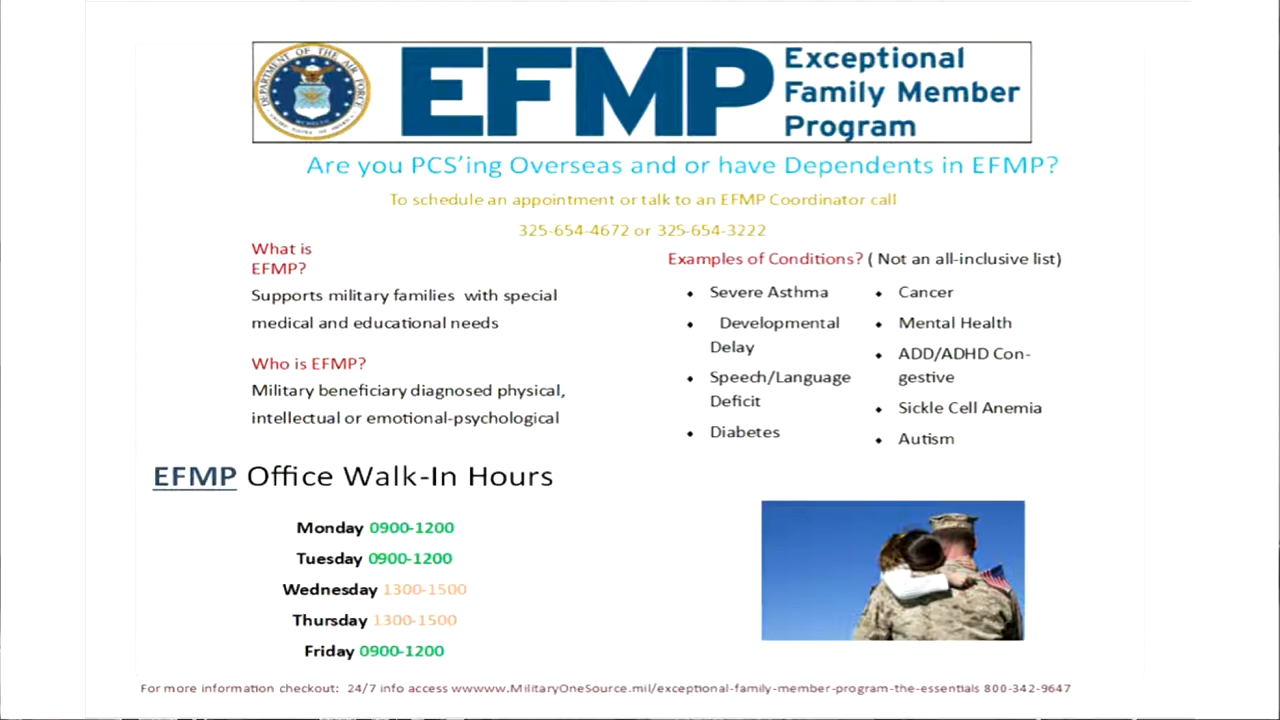 DEPARTMENT OF THE AIR FORCE
EFMP
Exceptional
Family Member
Program
Are you PCS'ing Overseas and or have Dependents in EFMP?
To schedule an appointment or talk to an EFMP Coordinator call
325-654-4672 or 325-654-3222
What is
EFMP?
Supports military families with special
medical and educational needs
Who is EFMP?
Military beneficiary diagnosed physical,
intellectual or emotional-psychological
Examples of Conditions? ( Not an all-inclusive list)
• Severe Asthma
• Developmental
Delay
• Speech/Language
Deficit
• Diabetes
• Cancer
• Mental Health
• ADD/ADHD Con-
gestive
• Sickle Cell Anemia
• Autism
EFMP Office Walk-In Hours
Monday 0900-1200
Tuesday 0900-1200
Wednesday 1300-1500
Thursday 1300-1500
Friday 0900-1200
For more information checkout: 24/7 info access wwwww.MilitaryOneSource.mil/exceptional-family-member-program-the-essentials 800-342-9647